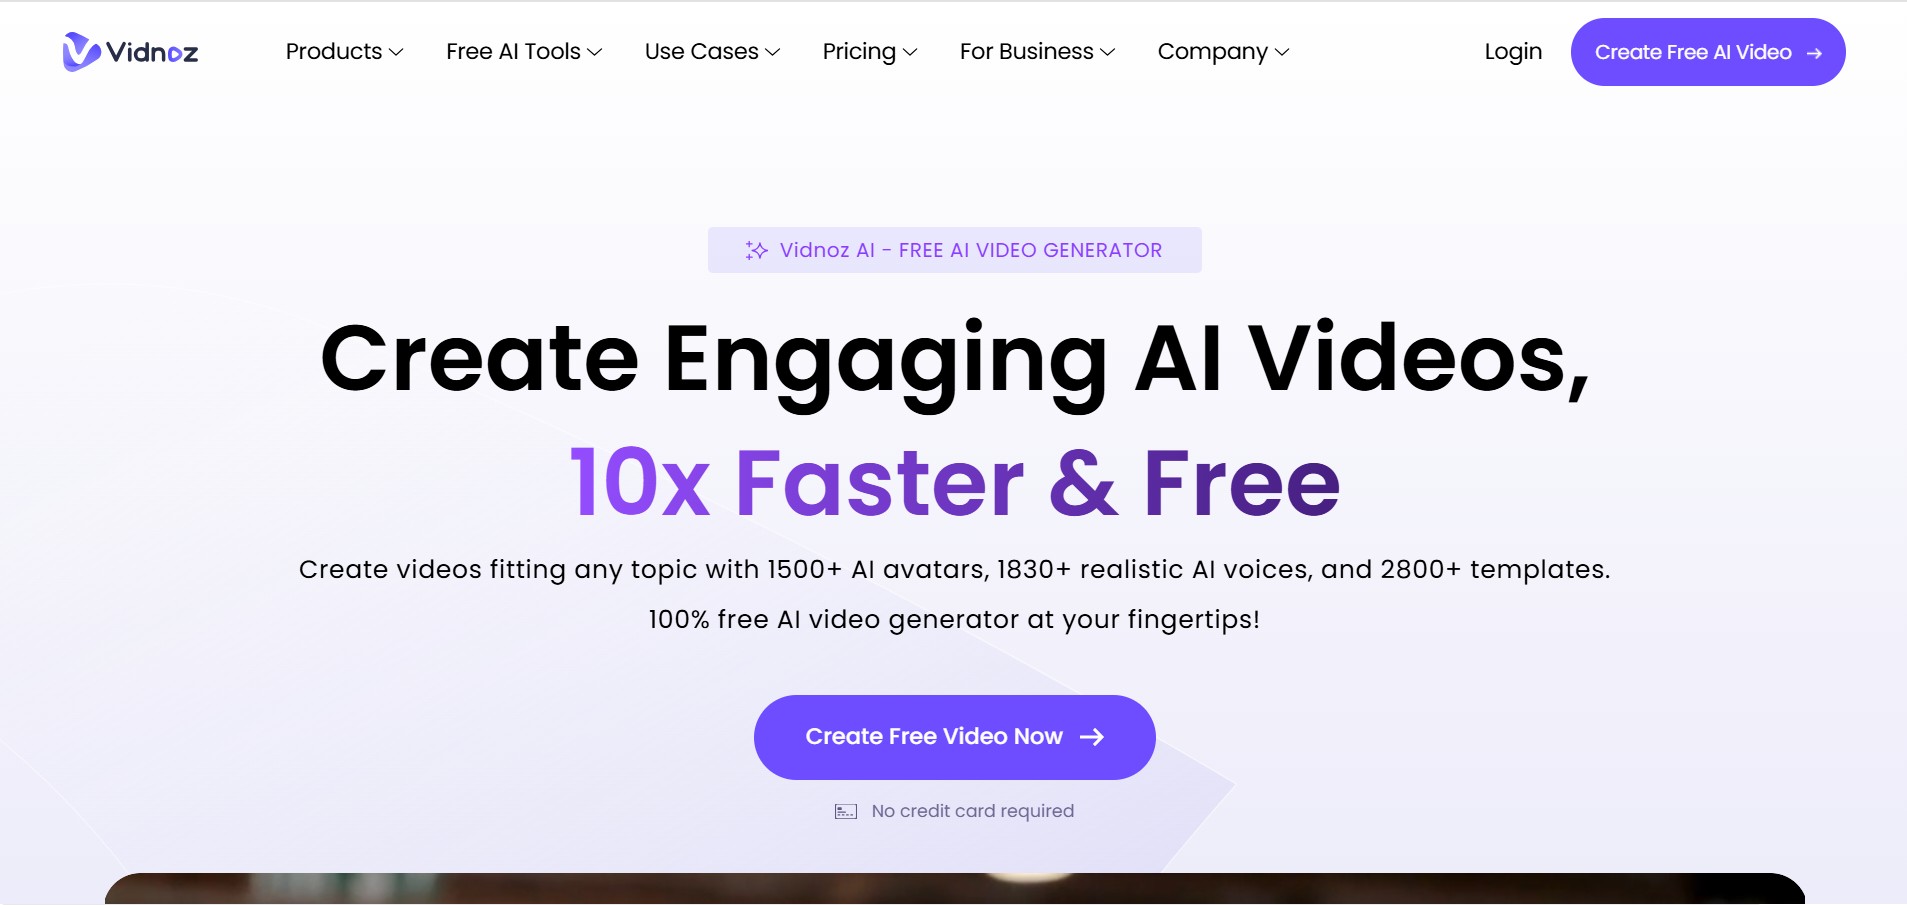 Vidnoz
Products
Free AI Tools
Use Cases
Pricing
For Business
Company
Login
Create Free AI Video →
Vidnoz AI - FREE AI VIDEO GENERATOR
Create Engaging AI Videos,
10x Faster & Free
Create videos fitting any topic with 1500+ AI avatars, 1830+ realistic AI voices, and 2800+ templates.
100% free AI video generator at your fingertips!
Create Free Video Now →
No credit card required